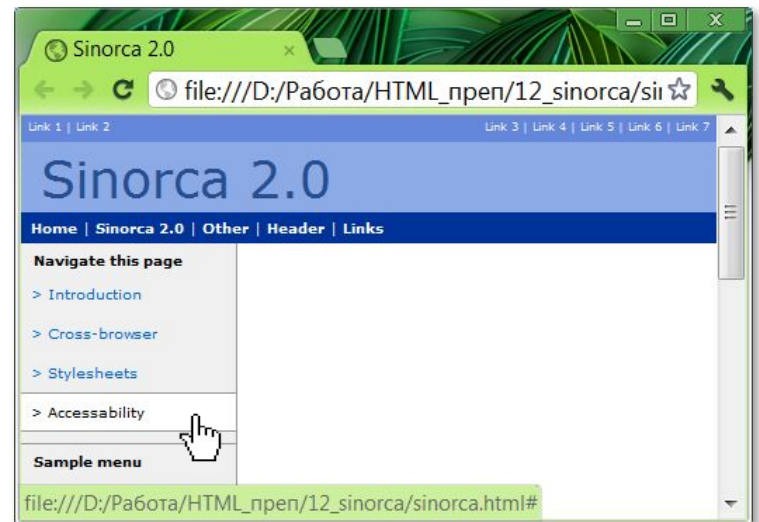 Sinorca 2.0
file:///D:/Работа/HTML_преп/12_sinorca/sii
Link 1 | Link 2 Link 3 | Link 4 | Link 5 | Link 6 | Link 7
Sinorca 2.0
Home | Sinorca 2.0 | Other | Header | Links
Navigate this page
> Introduction
> Cross-browser
> Stylesheets
> Accessability
Sample menu
file:///D:/Работа/HTML_преп/12_sinorca/sinorca.html#